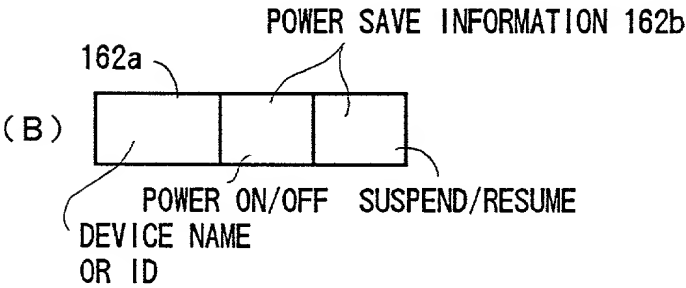 POWER SAVE INFORMATION 162b
162a
(B)
POWER ON/OFF SUSPEND/RESUME
DEVICE NAME
OR ID